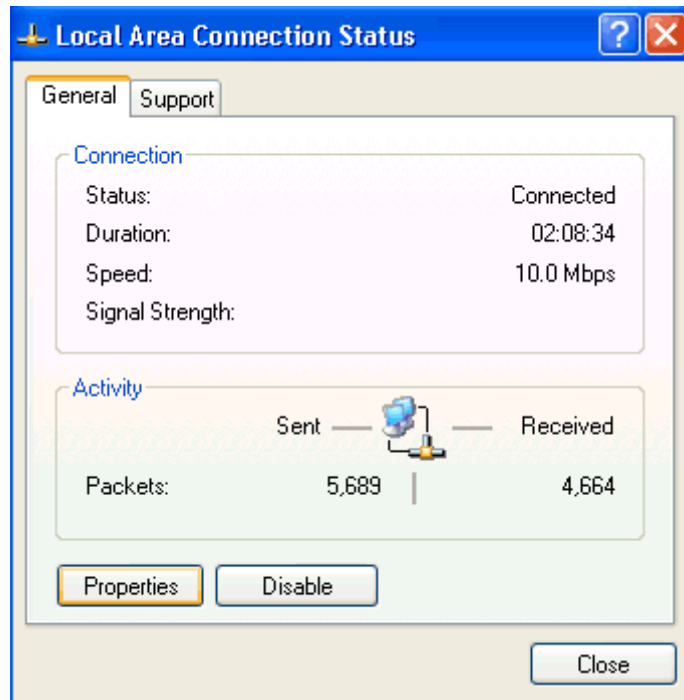 Local Area Connection Status
General Support
Connection
Status: Connected
Duration: 02:08:34
Speed: 10.0 Mbps
Signal Strength:
Activity
Sent Received
Packets: 5,689 4,664
Properties Disable
Close